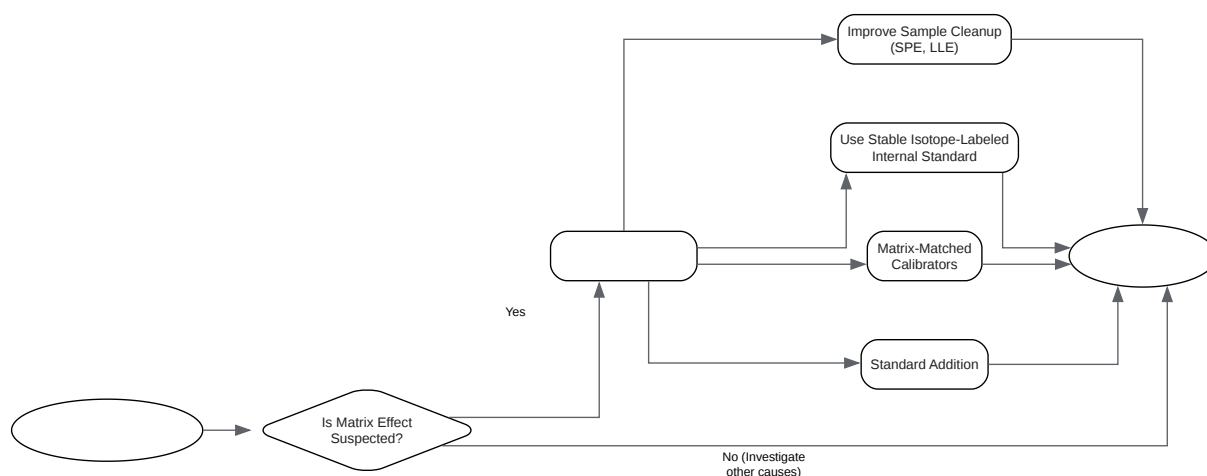 Improve Sample Cleanup
(SPE, LLE)
Use Stable Isotope-Labeled
Internal Standard
Matrix-Matched
Calibrators
Yes
Standard Addition
Is Matrix Effect
Suspected?
No (Investigate
other causes)